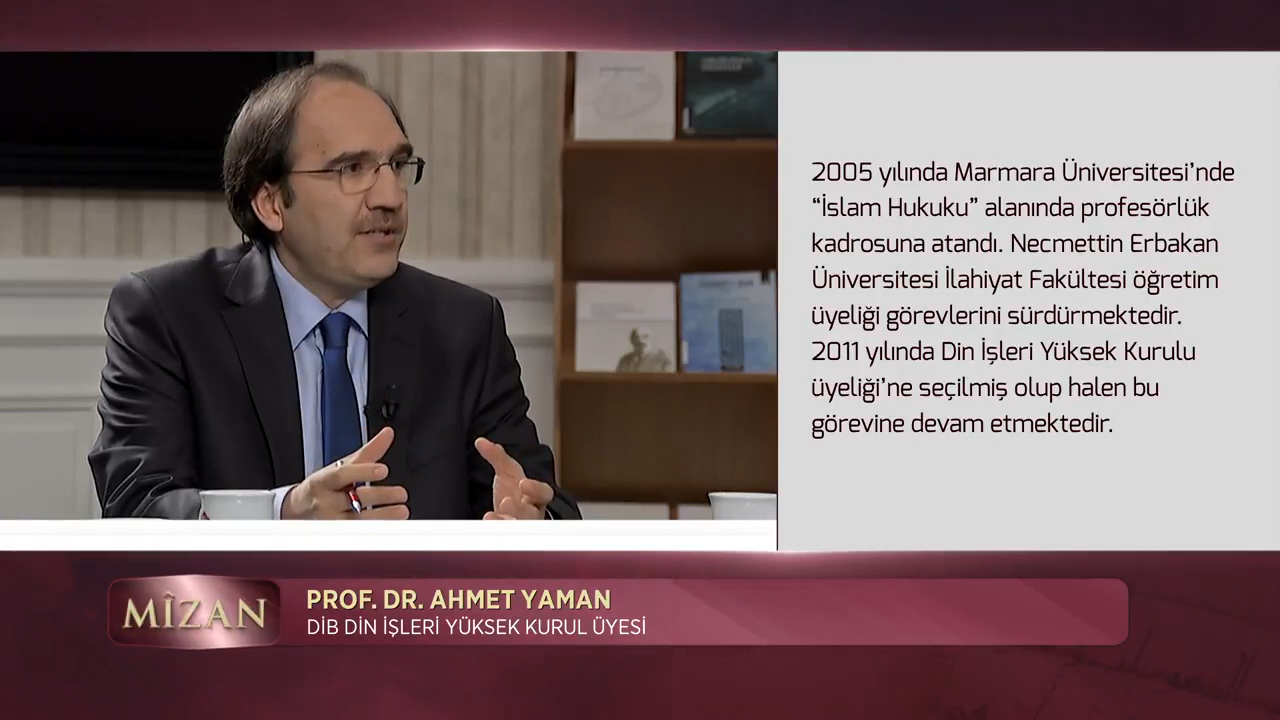 2005 yılında Marmara Üniversitesi’nde
“İslam Hukuku” alanında profesörlük
kadrosuna atandı. Necmettin Erbakan
Üniversitesi İlahiyat Fakültesi öğretim
üyeliği görevlerini sürdürmektedir.
2011 yılında Din İşleri Yüksek Kurulu
üyeliği’ne seçilmiş olup halen bu
görevine devam etmektedir.
MÎZAN
PROF. DR. AHMET YAMAN
DİB DİN İŞLERİ YÜKSEK KURUL ÜYESİ